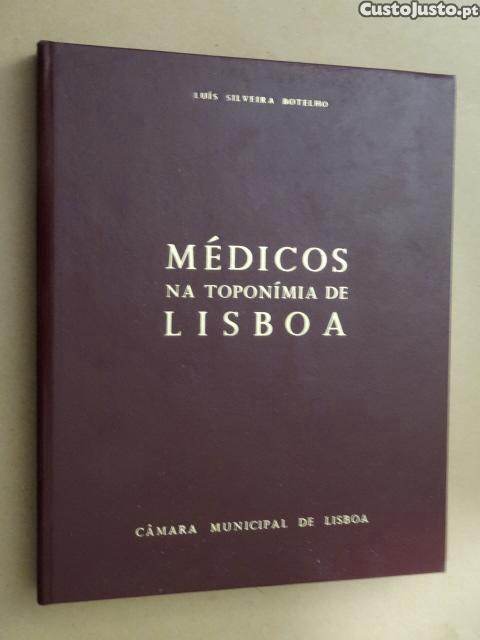 CustoJusto.pt
LUÍS SILVEIRA BOTELHO
MÉDICOS
NA TOPONÍMIA DE
LISBOA
CÂMARA MUNICIPAL DE LISBOA